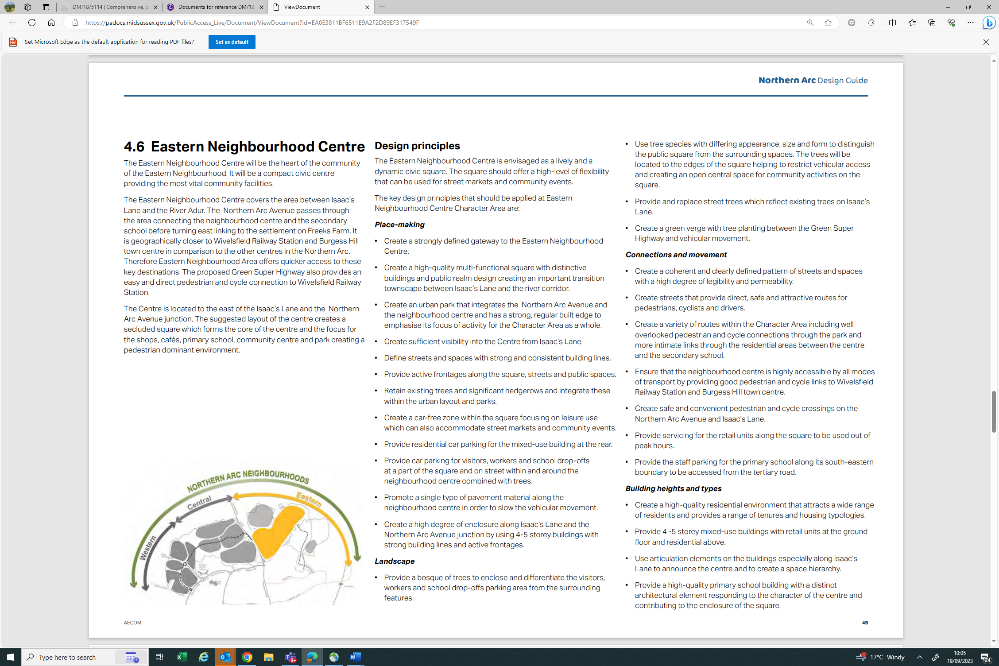 DM/18/5114 | Comprehensive, p
Documents for reference DM/18
ViewDocument
https://padocs.midsussex.gov.uk/PublicAccess_Live/Document/ViewDocument?id=EA0E3811BF6511E9A2F2D89EF317549F
Set Microsoft Edge as the default application for reading PDF files?
Set as default
Northern Arc Design Guide
4.6 Eastern Neighbourhood Centre
The Eastern Neighbourhood Centre will be the heart of the community
of the Eastern Neighbourhood. It will be a compact civic centre
providing the most vital community facilities.
The Eastern Neighbourhood Centre covers the area between Isaac's
Lane and the River Adur. The Northern Arc Avenue passes through
the area connecting the neighbourhood centre and the secondary
school before turning east linking to the settlement on Freeks Farm. It
is geographically closer to Wivelsfield Railway Station and Burgess Hill
town centre in comparison to the other centres in the Northern Arc.
Therefore Eastern Neighbourhood Area offers quicker access to these
key destinations. The proposed Green Super Highway also provides an
easy and direct pedestrian and cycle connection to Wivelsfield Railway
Station.
The Centre is located to the east of the Isaac's Lane and the Northern
Arc Avenue junction. The suggested layout of the centre creates a
secluded square which forms the core of the centre and the focus for
the shops, cafés, primary school, community centre and park creating a
pedestrian dominant environment.
NORTHERN ARC NEIGHBOURHOODS
Central
Eastern
Western
Design principles
The Eastern Neighbourhood Centre is envisaged as a lively and a
dynamic civic square. The square should offer a high-level of flexibility
that can be used for street markets and community events.
The key design principles that should be applied at Eastern
Neighbourhood Centre Character Area are:
Place-making
• Create a strongly defined gateway to the Eastern Neighbourhood
Centre.
• Create a high-quality multi-functional square with distinctive
buildings and public realm design creating an important transition
townscape between Isaac's Lane and the river corridor.
• Create an urban park that integrates the Northern Arc Avenue and
the neighbourhood centre and has a strong, regular built edge to
emphasise its focus of activity for the Character Area as a whole.
• Create sufficient visibility into the Centre from Isaac's Lane.
• Define streets and spaces with strong and consistent building lines.
• Provide active frontages along the square, streets and public spaces.
• Retain existing trees and significant hedgerows and integrate these
within the urban layout and parks.
• Create a car-free zone within the square focusing on leisure use
which can also accommodate street markets and community events.
• Provide residential car parking for the mixed-use building at the rear.
• Provide car parking for visitors, workers and school drop-offs
at a part of the square and on street within and around the
neighbourhood centre combined with trees.
• Promote a single type of pavement material along the
neighbourhood centre in order to slow the vehicular movement.
• Create a high degree of enclosure along Isaac's Lane and the
Northern Arc Avenue junction by using 4-5 storey buildings with
strong building lines and active frontages.
Landscape
• Provide a bosque of trees to enclose and differentiate the visitors,
workers and school drop-offs parking area from the surrounding
features.
• Use tree species with differing appearance, size and form to distinguish
the public square from the surrounding spaces. The trees will be
located to the edges of the square helping to restrict vehicular access
and creating an open central space for community activities on the
square.
• Provide and replace street trees which reflect existing trees on Isaac's
Lane.
• Create a green verge with tree planting between the Green Super
Highway and vehicular movement.
Connections and movement
• Create a coherent and clearly defined pattern of streets and spaces
with a high degree of legibility and permeability.
• Create streets that provide direct, safe and attractive routes for
pedestrians, cyclists and drivers.
• Create a variety of routes within the Character Area including well
overlooked pedestrian and cycle connections through the park and
more intimate links through the residential areas between the centre
and the secondary school.
• Ensure that the neighbourhood centre is highly accessible by all modes
of transport by providing good pedestrian and cycle links to Wivelsfield
Railway Station and Burgess Hill town centre.
• Create safe and convenient pedestrian and cycle crossings on the
Northern Arc Avenue and Isaac's Lane.
• Provide servicing for the retail units along the square to be used out of
peak hours.
• Provide the staff parking for the primary school along its south-eastern
boundary to be accessed from the tertiary road.
Building heights and types
• Create a high-quality residential environment that attracts a wide range
of residents and provides a range of tenures and housing typologies.
• Provide 4 -5 storey mixed-use buildings with retail units at the ground
floor and residential above.
• Use articulation elements on the buildings especially along Isaac's
Lane to announce the centre and to create a space hierarchy.
• Provide a high-quality primary school building with a distinct
architectural element responding to the character of the centre and
contributing to the enclosure of the square.
AECOM
49
Type here to search
17°C Windy
10:05
19/09/2023
24